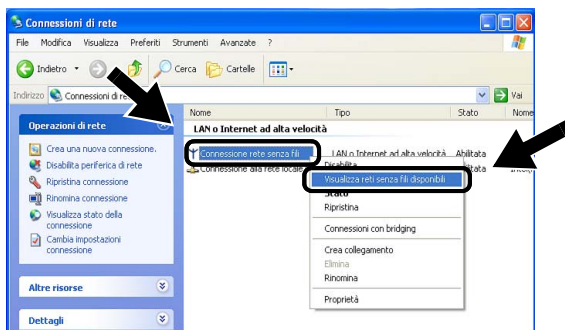 Connessioni di rete
File Modifica Visualizza Preferiti Strumenti Avanzate ?
Indietro Cerca Cartelle
Indirizzo Connessioni di Vai
Nome Tipo Stato Nome
Operazioni di rete
LAN o Internet ad alta velocità
Crea una nuova connessione.
Disabilita periferica di rete
Ripristina connessione
Rinomina connessione
Visualizza stato della
connessione
Cambia impostazioni
connessione
Altre risorse
Dettagli
Connessione rete senza fili LAN o Internet ad alta velocità Abilitata
Connessione alla rete locale
Disabilita
Visualizza reti senza fili disponibili
Stato
Ripristina
Connessioni con bridging
Crea collegamento
Elimina
Rinomina
Proprietà